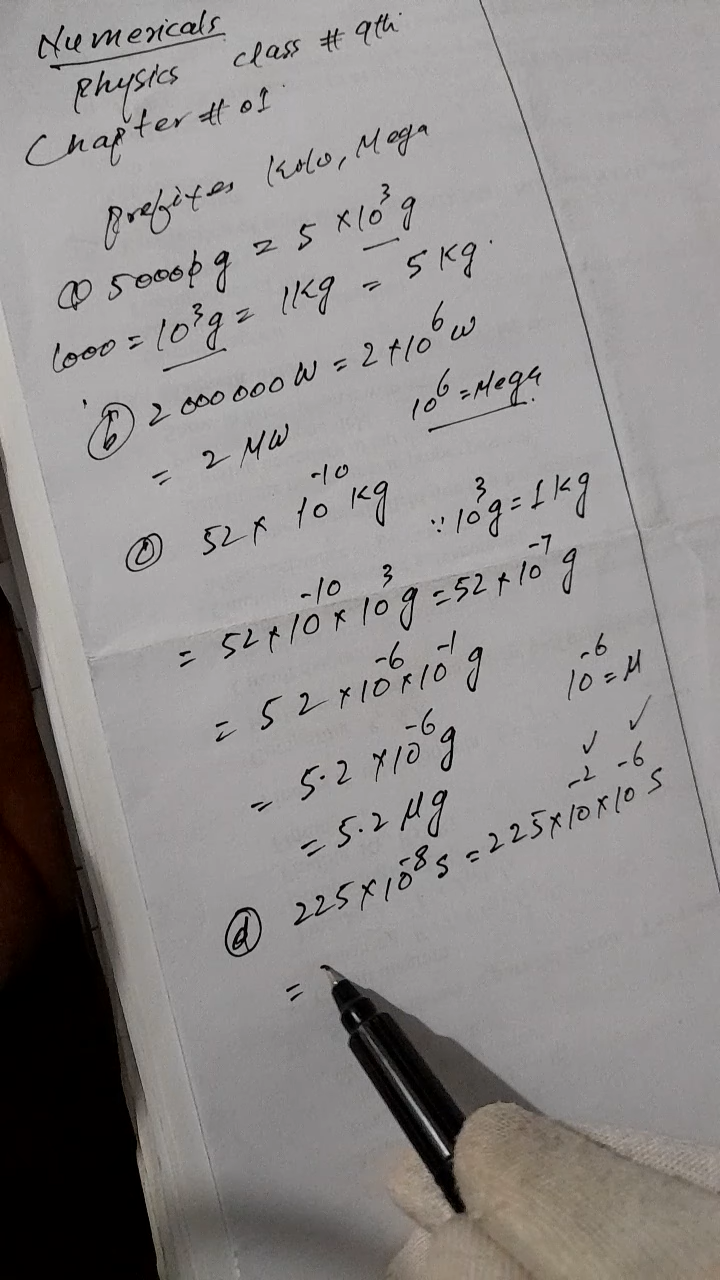 Numericals
Physics class # 9th
Chapter # 01
prefixes Kilo, Mega
a 5000 g = 5 × 10³ g
1000 = 10³ g = 1kg = 5 Kg.
b 2 000 000 W = 2 × 10⁶ W
= 2 MW 10⁶ = Mega
c 52 × 10⁻¹⁰ Kg ∵ 10³ g = 1 kg
= 52 × 10⁻¹⁰ × 10³ g = 52 × 10⁻⁷ g
= 52 × 10⁻⁶ × 10⁻¹ g
= 5.2 × 10⁻⁶ g 10⁻⁶ = μ
= 5.2 μg
d 225 × 10⁻⁸ s = 225 × 10⁻² × 10⁻⁶ s
=